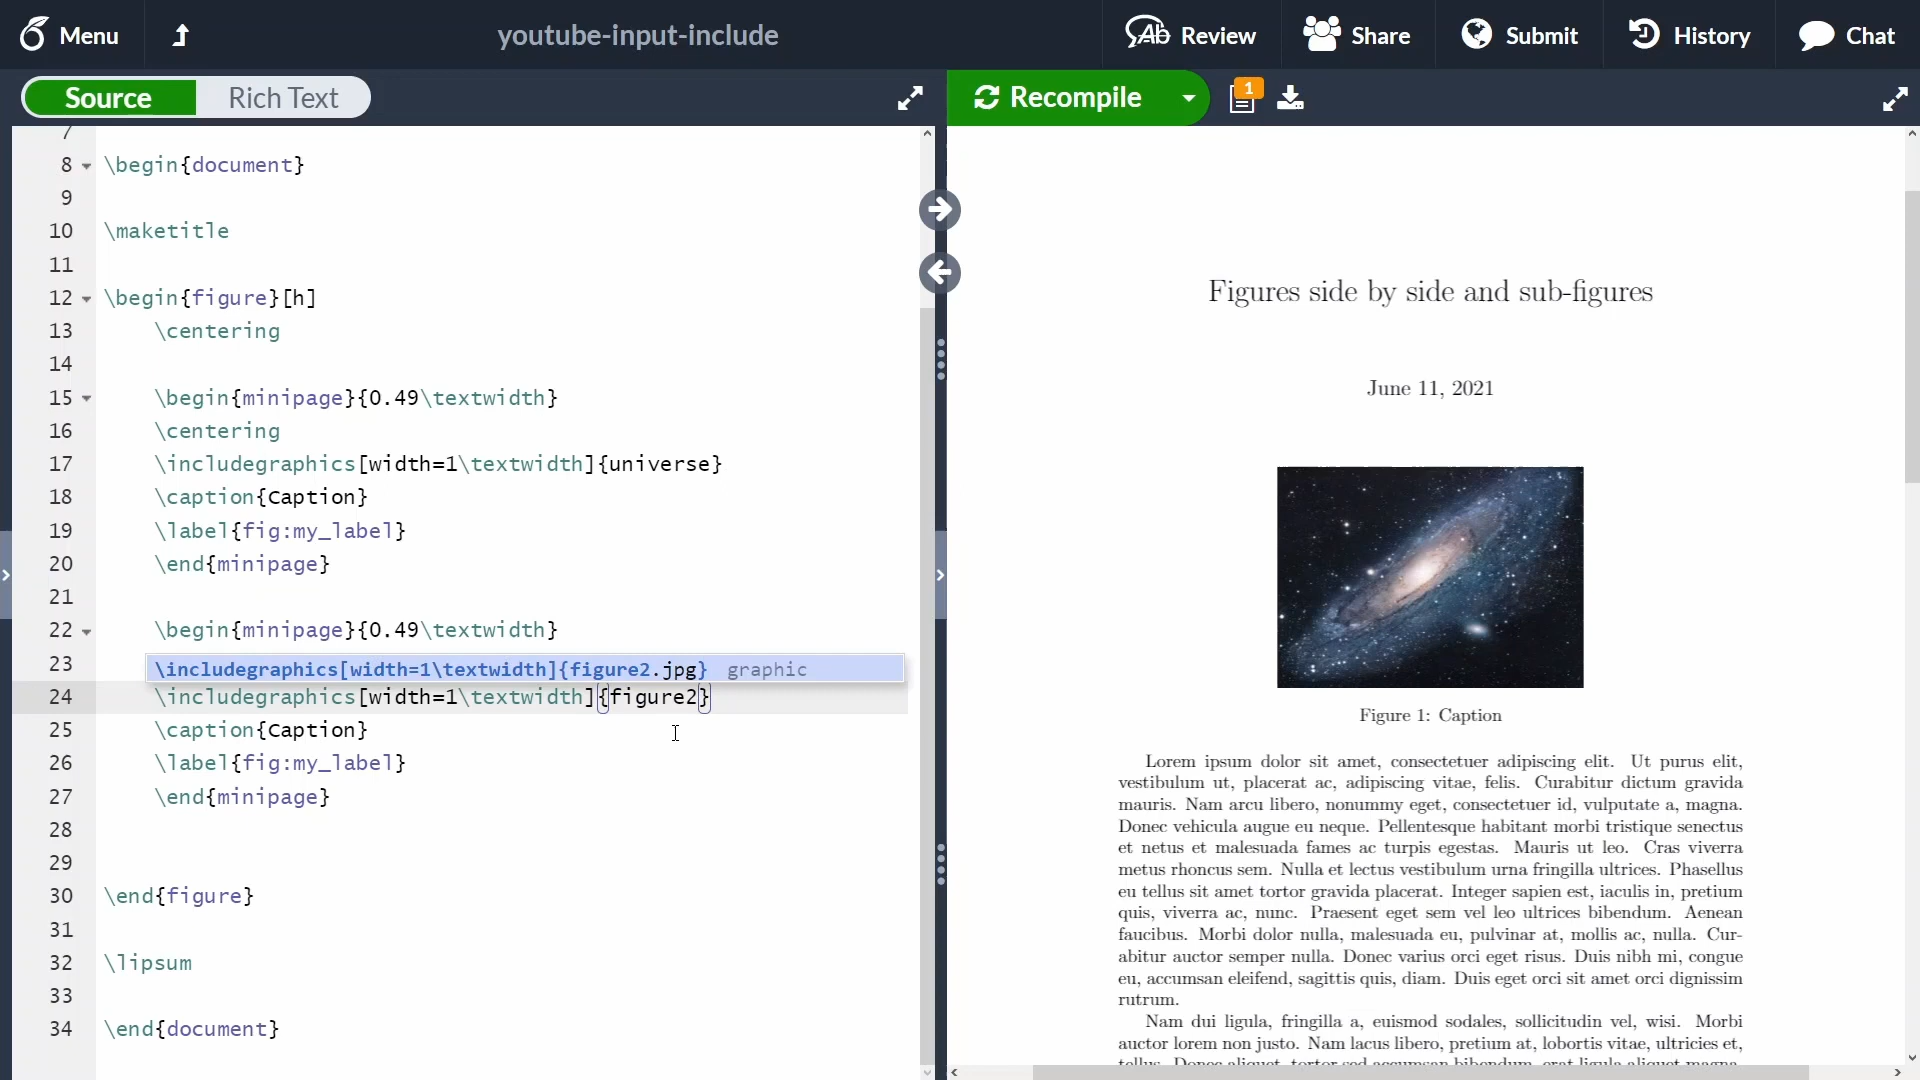 Menu
youtube-input-include
Review
Share
Submit
History
Chat
Source
Rich Text
Recompile
1
7
8 \begin{document}
9
10 \maketitle
11
12 \begin{figure}[h]
13 \centering
14
15 \begin{minipage}{0.49\textwidth}
16 \centering
17 \includegraphics[width=1\textwidth]{universe}
18 \caption{Caption}
19 \label{fig:my_label}
20 \end{minipage}
21
22 \begin{minipage}{0.49\textwidth}
23
\includegraphics[width=1\textwidth]{figure2.jpg} graphic
24 \includegraphics[width=1\textwidth]{figure2}
25 \caption{Caption}
26 \label{fig:my_label}
27 \end{minipage}
28
29
30 \end{figure}
31
32 \lipsum
33
34 \end{document}
Figures side by side and sub-figures
June 11, 2021
Figure 1: Caption
Lorem ipsum dolor sit amet, consectetuer adipiscing elit. Ut purus elit,
vestibulum ut, placerat ac, adipiscing vitae, felis. Curabitur dictum gravida
mauris. Nam arcu libero, nonummy eget, consectetuer id, vulputate a, magna.
Donec vehicula augue eu neque. Pellentesque habitant morbi tristique senectus
et netus et malesuada fames ac turpis egestas. Mauris ut leo. Cras viverra
metus rhoncus sem. Nulla et lectus vestibulum urna fringilla ultrices. Phasellus
eu tellus sit amet tortor gravida placerat. Integer sapien est, iaculis in, pretium
quis, viverra ac, nunc. Praesent eget sem vel leo ultrices bibendum. Aenean
faucibus. Morbi dolor nulla, malesuada eu, pulvinar at, mollis ac, nulla. Cur-
abitur auctor semper nulla. Donec varius orci eget risus. Duis nibh mi, congue
eu, accumsan eleifend, sagittis quis, diam. Duis eget orci sit amet orci dignissim
rutrum.
Nam dui ligula, fringilla a, euismod sodales, sollicitudin vel, wisi. Morbi
auctor lorem non justo. Nam lacus libero, pretium at, lobortis vitae, ultricies et,
tellus. Donec aliquet, tortor sed accumsan bibendum, erat ligula aliquet magna,